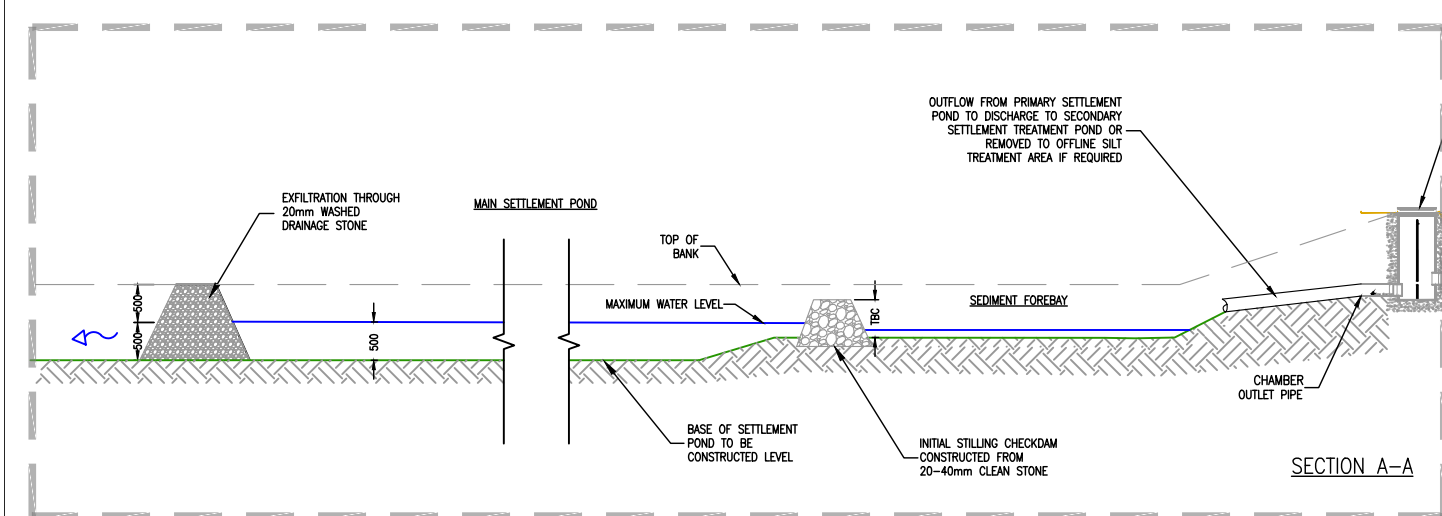 OUTFLOW FROM PRIMARY SETTLEMENT
POND TO DISCHARGE TO SECONDARY
SETTLEMENT TREATMENT POND OR
REMOVED TO OFFLINE SILT
TREATMENT AREA IF REQUIRED
EXFILTRATION THROUGH
20mm WASHED
DRAINAGE STONE
MAIN SETTLEMENT POND
TOP OF
BANK
MAXIMUM WATER LEVEL
SEDIMENT FOREBAY
500
500
500
TBC
CHAMBER
OUTLET PIPE
BASE OF SETTLEMENT
POND TO BE
CONSTRUCTED LEVEL
INITIAL STILLING CHECKDAM
CONSTRUCTED FROM
20-40mm CLEAN STONE
SECTION A-A